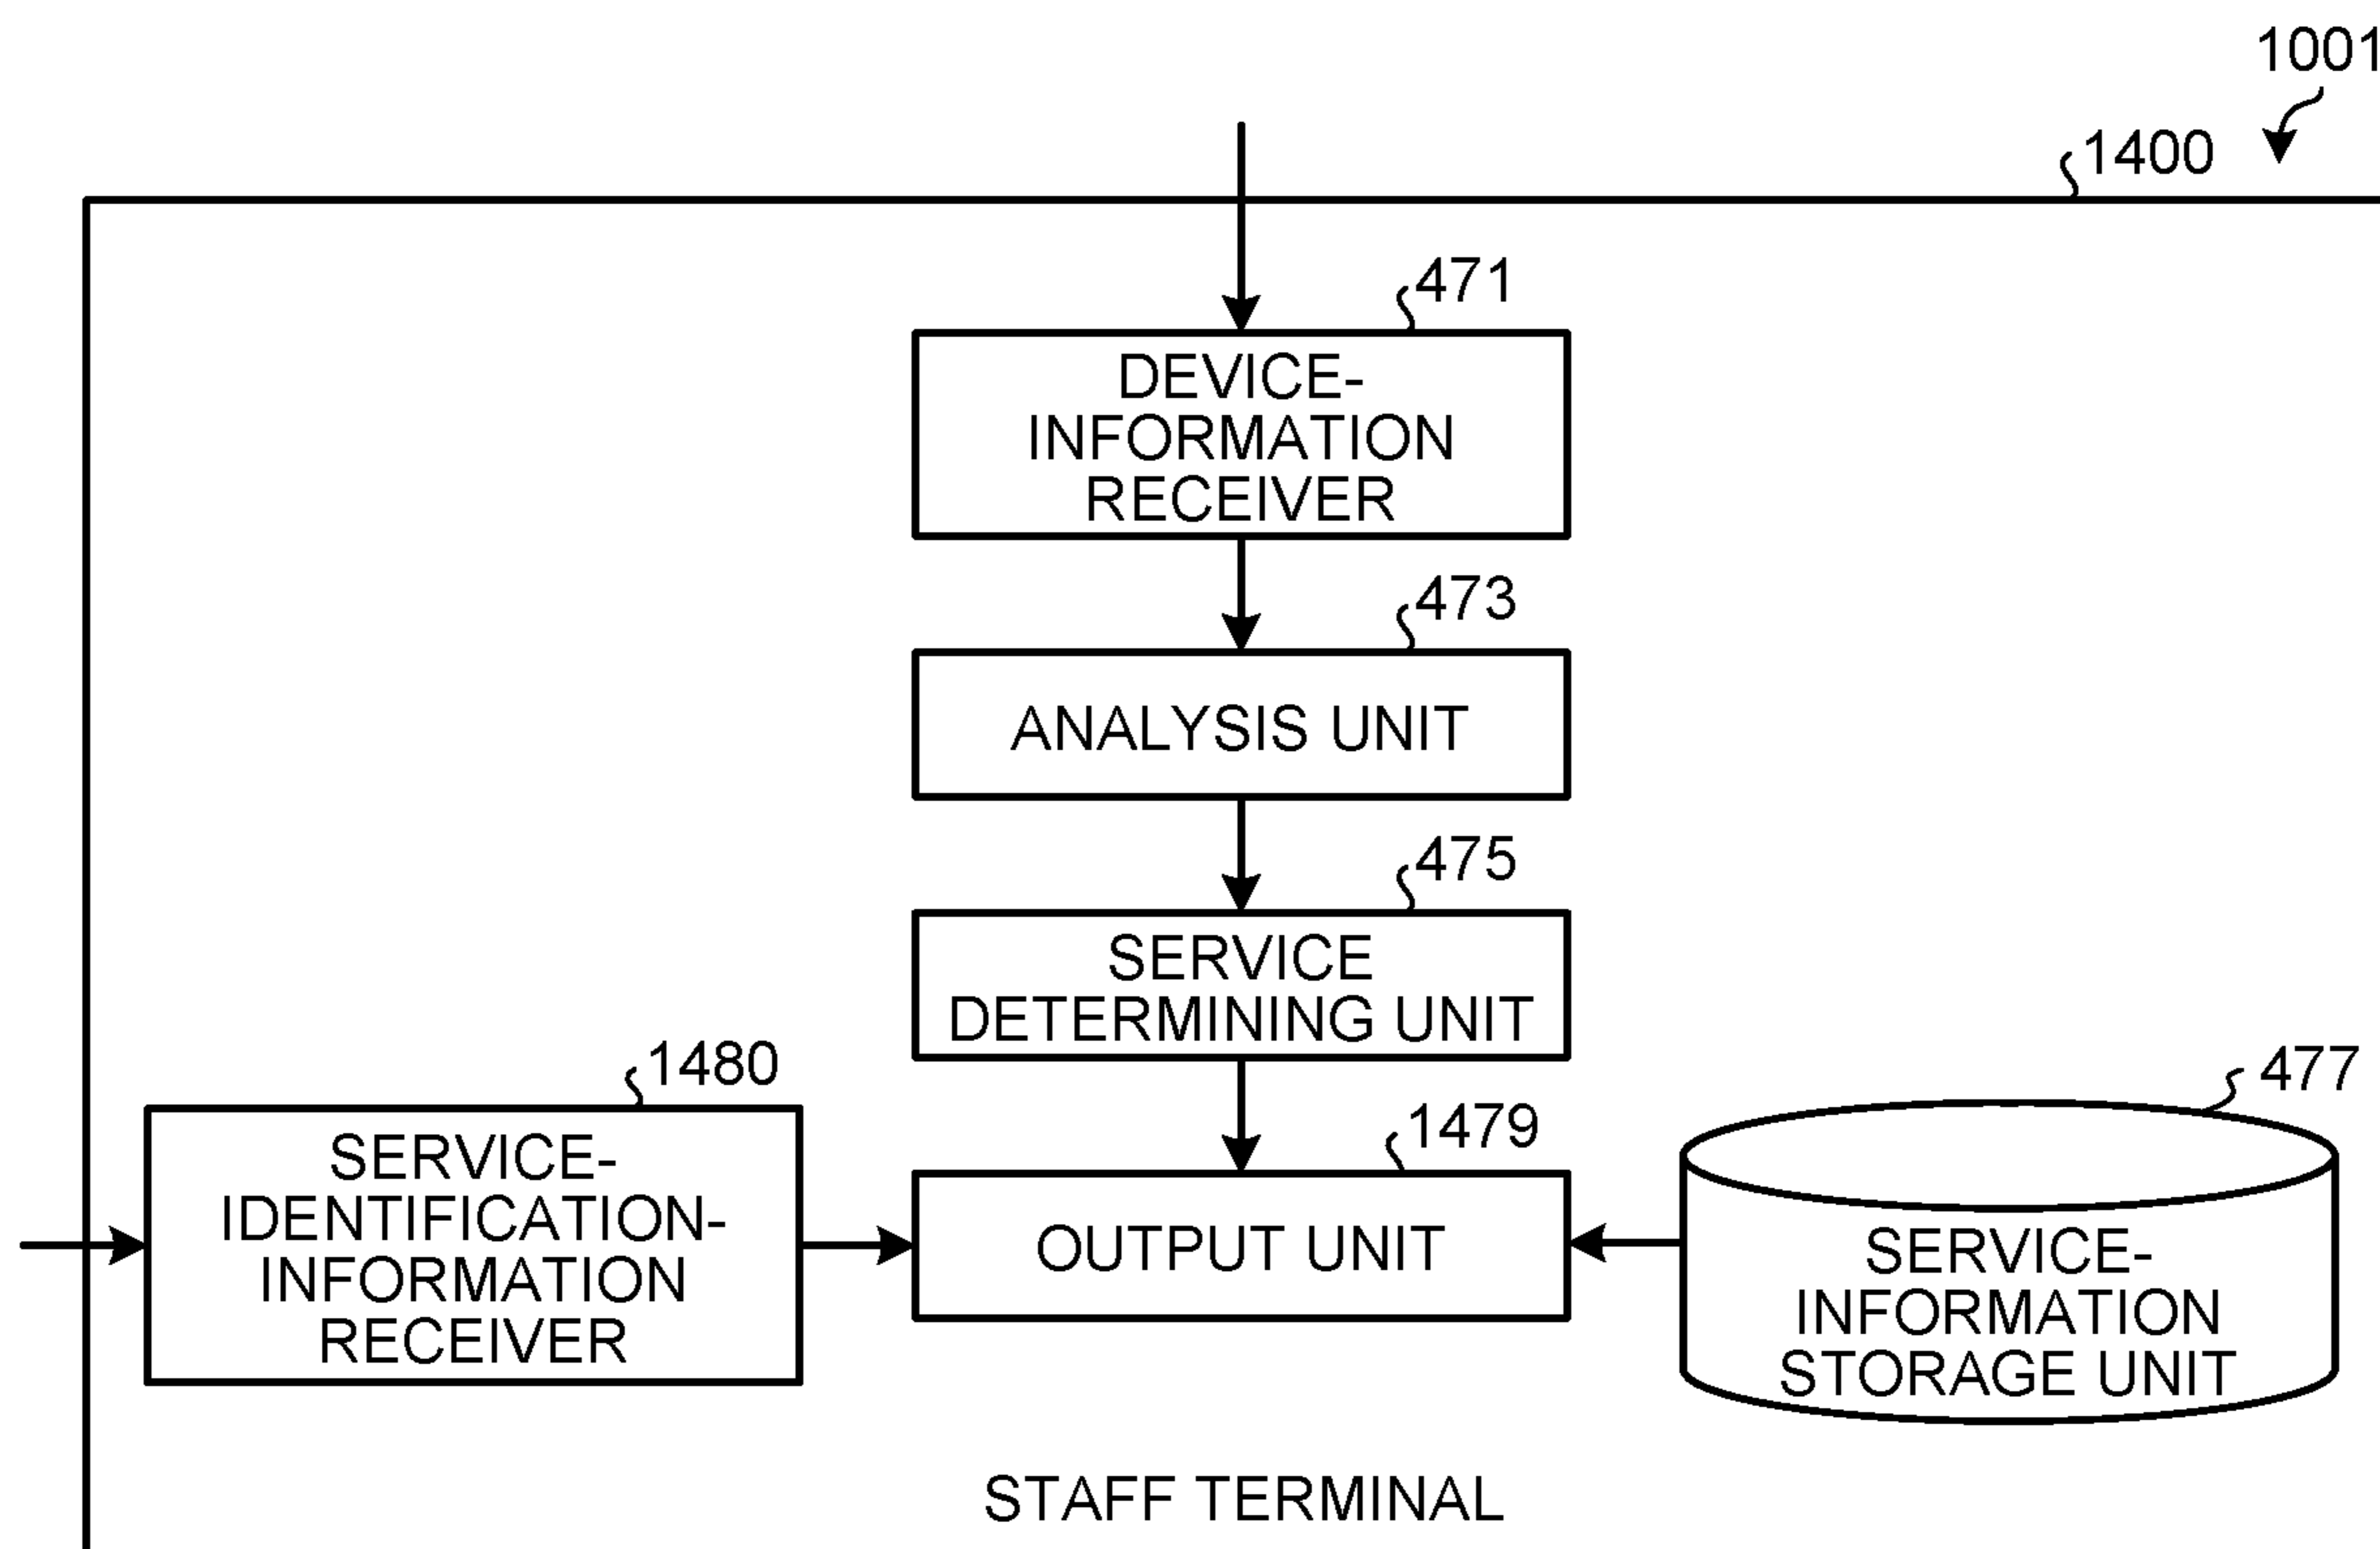 1001
1400
471
DEVICE-
INFORMATION
RECEIVER
473
ANALYSIS UNIT
475
SERVICE
DETERMINING UNIT
1480
SERVICE-
IDENTIFICATION-
INFORMATION
RECEIVER
1479
OUTPUT UNIT
477
SERVICE-
INFORMATION
STORAGE UNIT
STAFF TERMINAL